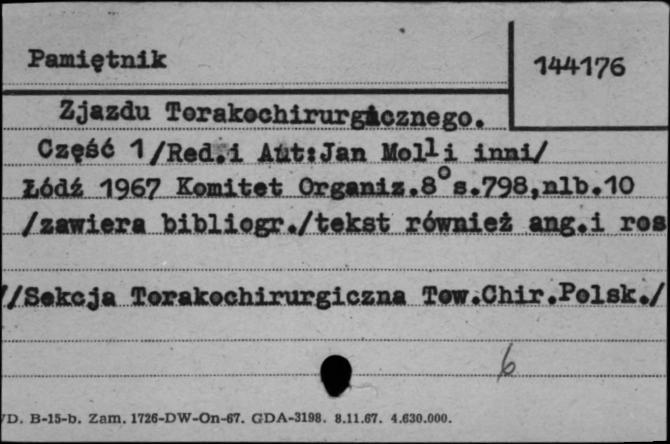 Pamiętnik
144176
Zjazdu Torakochirurgicznego.
Część 1/Red.i Aut:Jan Moll i inni/
Łódź 1967 Komitet Organiz.8° s.798,nlb.10
/zawiera bibliogr./tekst również ang.i ros
//Sekcja Torakochirurgiczna Tow.Chir.Polsk./
6
/D. B-15-b. Zam. 1726-DW-On-67. GDA-3198. 8.11.67. 4.630.000.